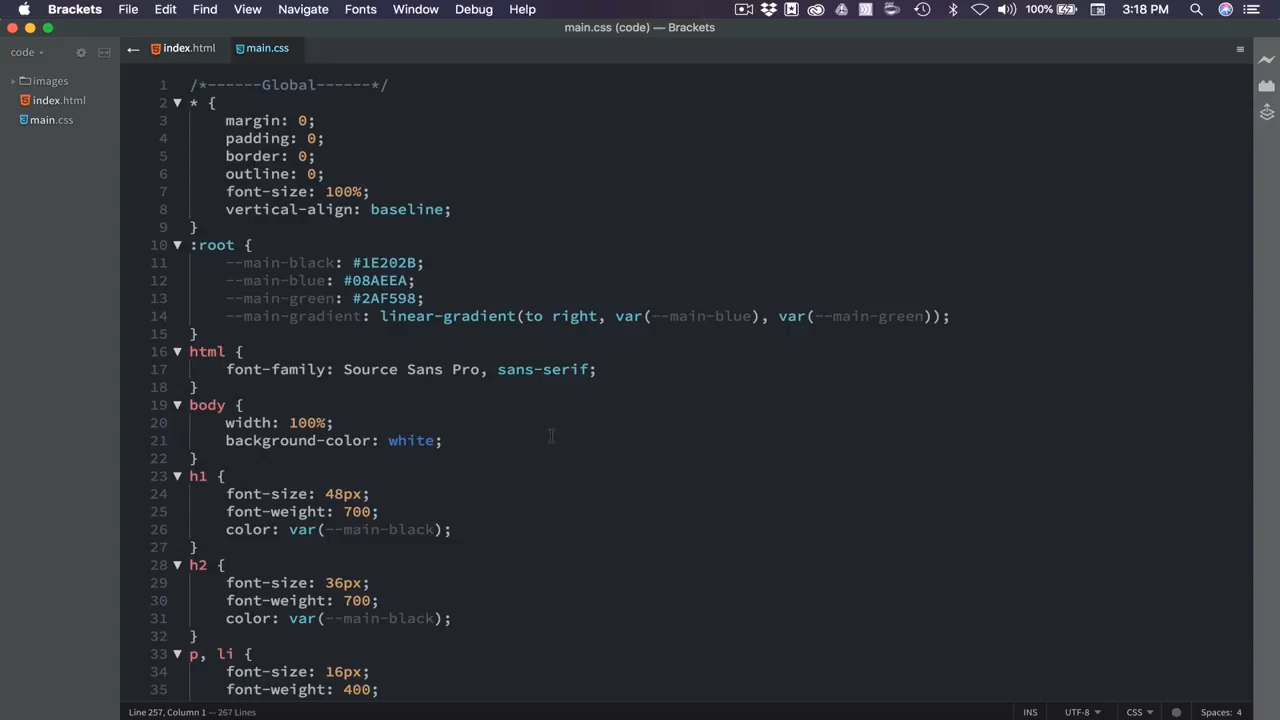 Brackets File Edit Find View Navigate Fonts Window Debug Help 100% 3:18 PM
main.css (code) — Brackets
code
images
index.html
main.css
index.html main.css
1 /*------Global------*/
2 * {
3 margin: 0;
4 padding: 0;
5 border: 0;
6 outline: 0;
7 font-size: 100%;
8 vertical-align: baseline;
9 }
10 :root {
11 --main-black: #1E202B;
12 --main-blue: #08AEEA;
13 --main-green: #2AF598;
14 --main-gradient: linear-gradient(to right, var(--main-blue), var(--main-green));
15 }
16 html {
17 font-family: Source Sans Pro, sans-serif;
18 }
19 body {
20 width: 100%;
21 background-color: white;
22 }
23 h1 {
24 font-size: 48px;
25 font-weight: 700;
26 color: var(--main-black);
27 }
28 h2 {
29 font-size: 36px;
30 font-weight: 700;
31 color: var(--main-black);
32 }
33 p, li {
34 font-size: 16px;
35 font-weight: 400;
Line 257, Column 1 — 267 Lines
INS UTF-8 CSS Spaces: 4